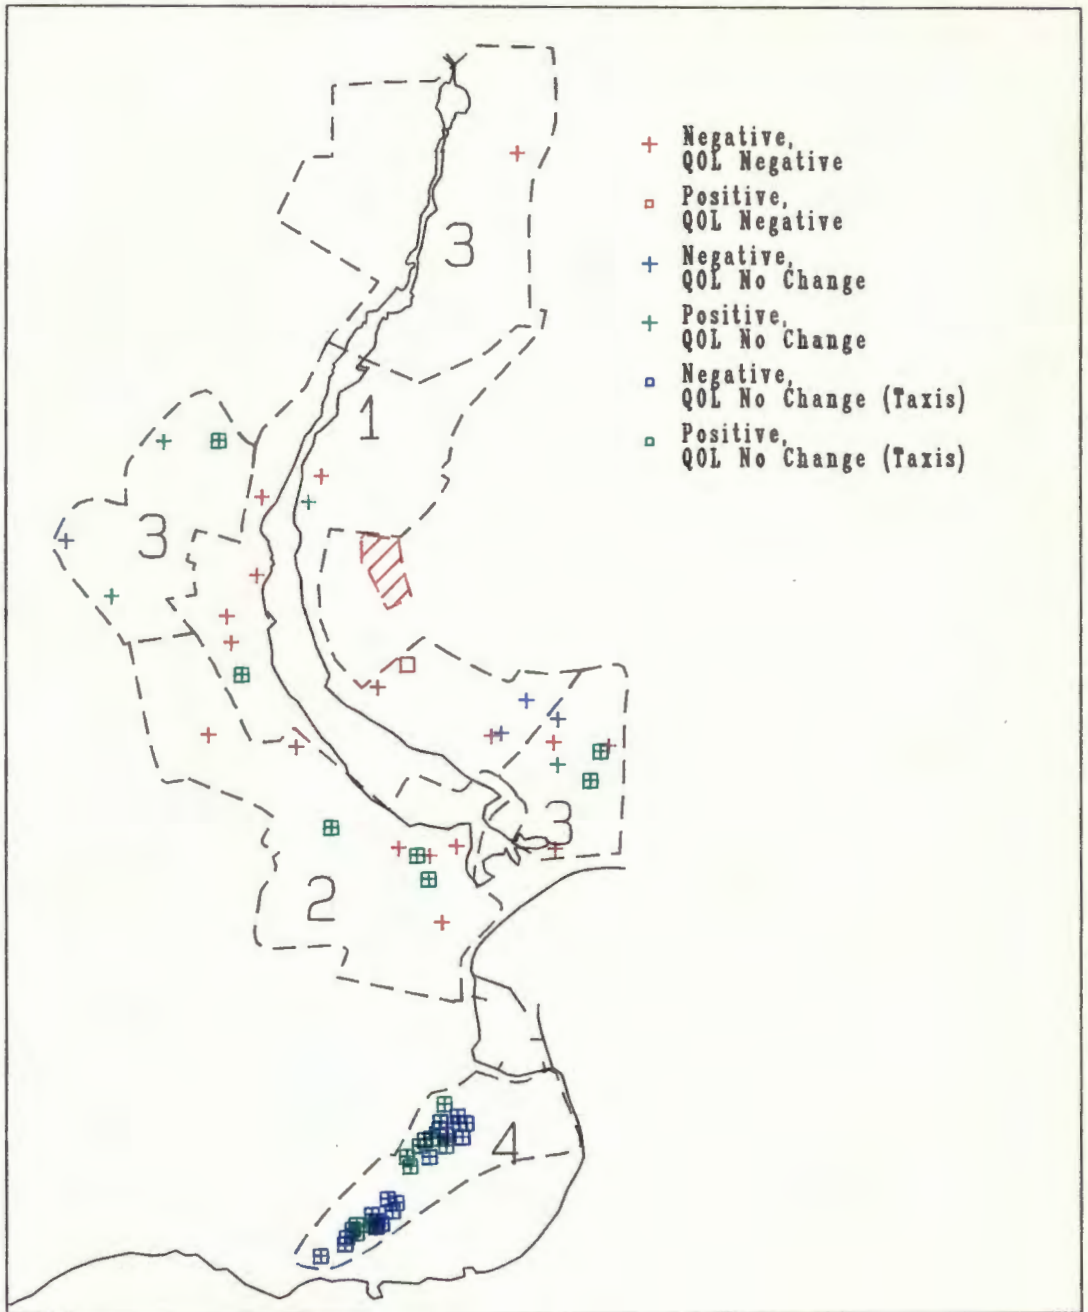 Negative,
QOL Negative
Positive,
QOL Negative
3
Negative,
QOL No Change
Positive,
QOL No Change
Negative,
QOL No Change (Taxis)
1
Positive,
QOL No Change (Taxis)
3
3
2
4